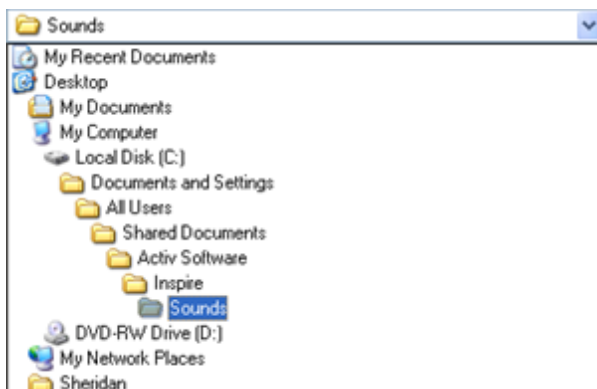 Sounds
My Recent Documents
Desktop
My Documents
My Computer
Local Disk (C:)
Documents and Settings
All Users
Shared Documents
Activ Software
Inspire
Sounds
DVD-RW Drive (D:)
My Network Places
Sheridan